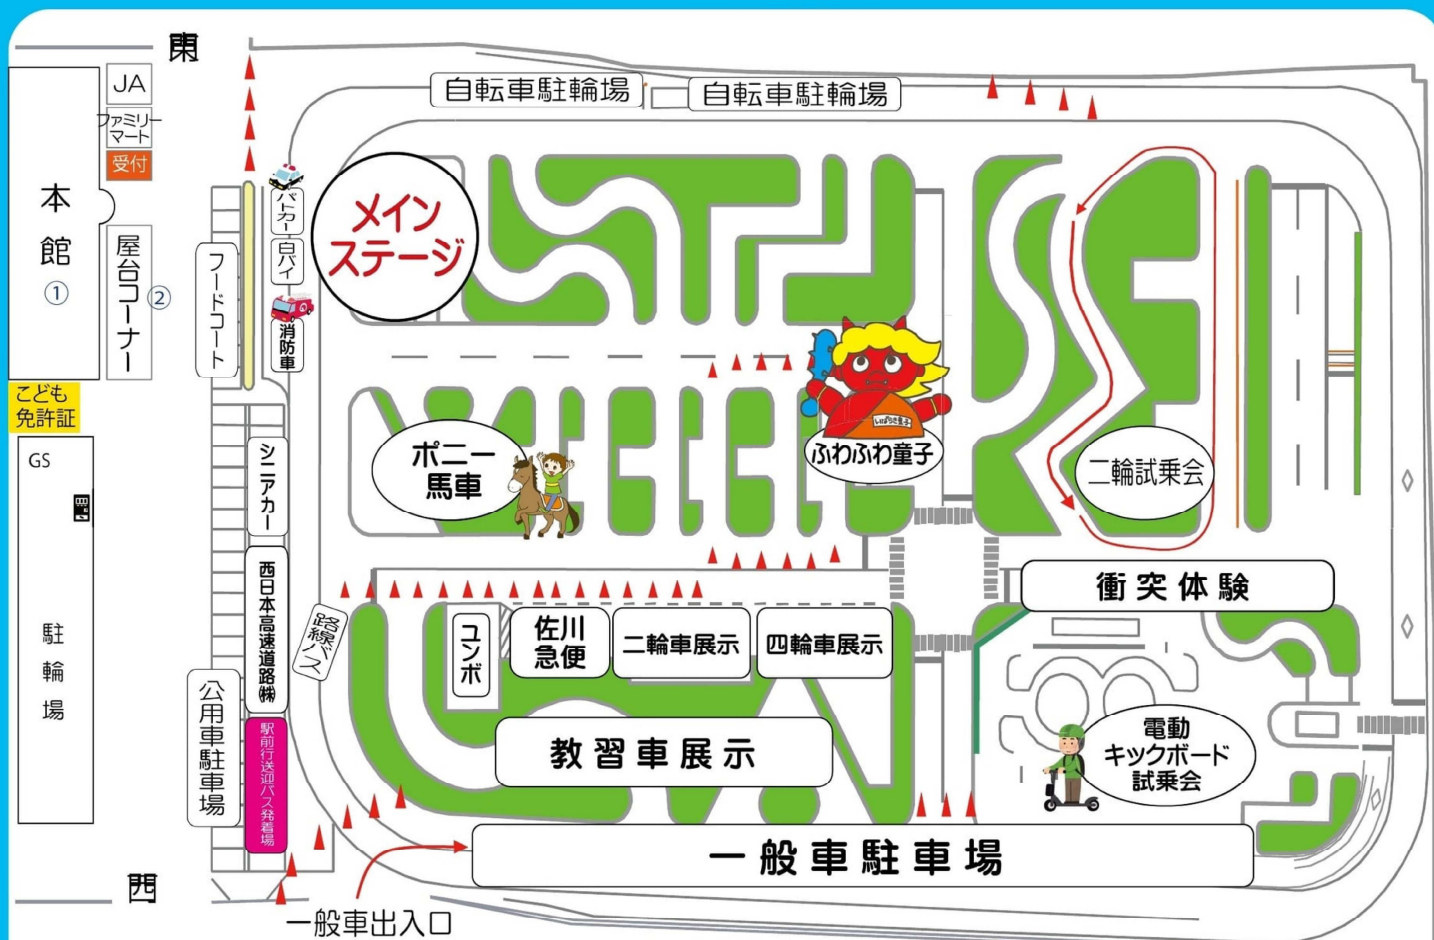 東
JA
ファミリー
マート
受付
本館
①
屋台コーナー
②
こども
免許証
GS
駐輪場
西
自転車駐輪場
自転車駐輪場
パトカー
白バイ
消防車
フードコート
メイン
ステージ
シニアカー
西日本高速道路㈱
駅前行送迎バス発着場
公用車駐車場
路線バス
ポニー
馬車
いばらき童子
ふわふわ童子
二輪試乗会
衝突体験
ユンボ
佐川
急便
二輪車展示
四輪車展示
教習車展示
電動
キックボード
試乗会
一般車駐車場
一般車出入口